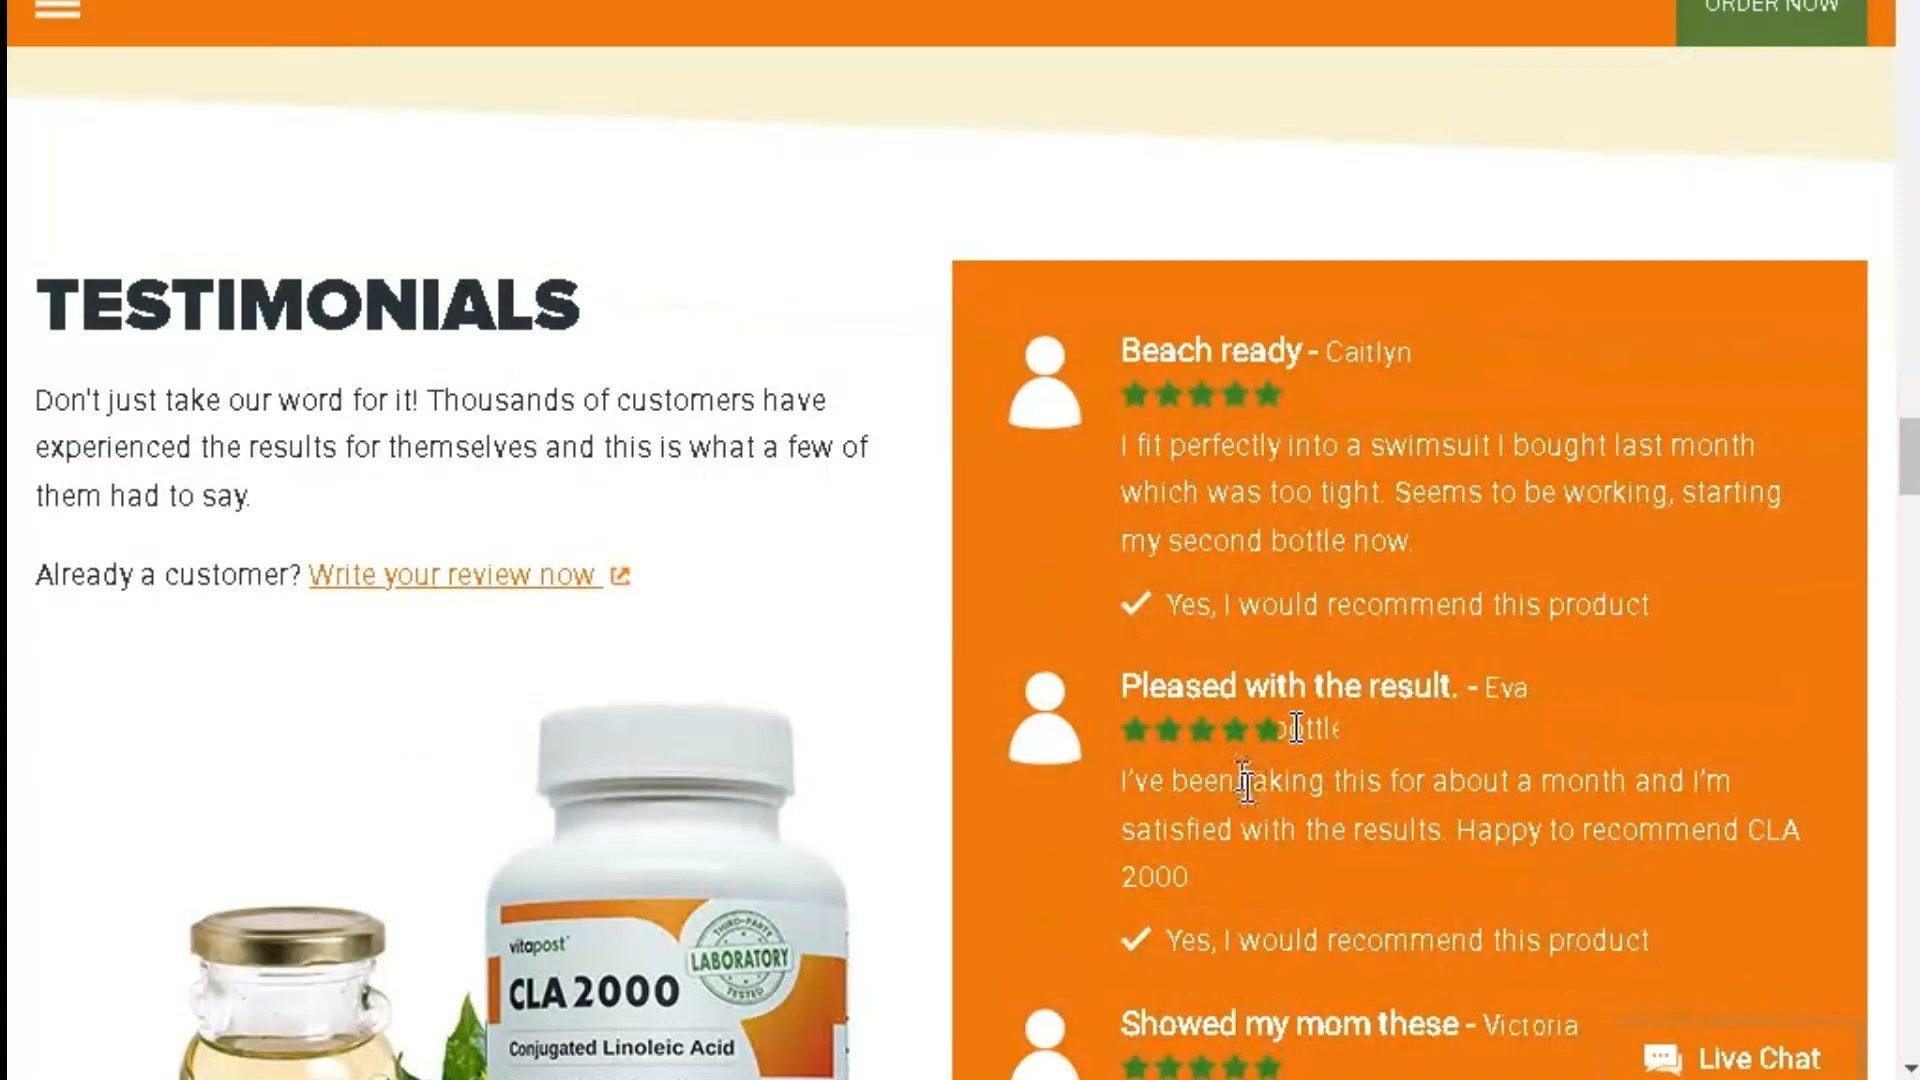 ORDER NOW
TESTIMONIALS
Don't just take our word for it! Thousands of customers have
experienced the results for themselves and this is what a few of
them had to say.
Already a customer? Write your review now
Beach ready - Caitlyn
I fit perfectly into a swimsuit I bought last month
which was too tight. Seems to be working, starting
my second bottle now.
Yes, I would recommend this product
Pleased with the result. - Eva
I've been taking this for about a month and I'm
satisfied with the results. Happy to recommend CLA
2000
Yes, I would recommend this product
Showed my mom these - Victoria
vitapost
CLA 2000
Conjugated Linoleic Acid
THIRD-PARTY
LABORATORY
TESTED
Live Chat